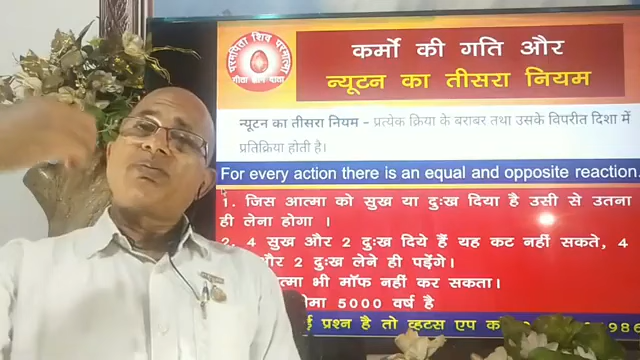 परमपिता शिव परमात्मा
गीता ज्ञान दाता
कर्मो की गति और
न्यूटन का तीसरा नियम
न्यूटन का तीसरा नियम – प्रत्येक क्रिया के बराबर तथा उसके विपरीत दिशा में
प्रतिक्रिया होती है।
For every action there is an equal and opposite reaction.
1. जिस आत्मा को सुख या दुःख दिया है उसी से उतना
ही लेना होगा ।
2. 4 सुख और 2 दुःख दिये हैं यह कट नहीं सकते, 4
और 2 दुःख लेने ही पड़ेंगे।
भी मॉफ नहीं कर सकता।
5000 वर्ष है
प्रश्न है तो व्हटस एप